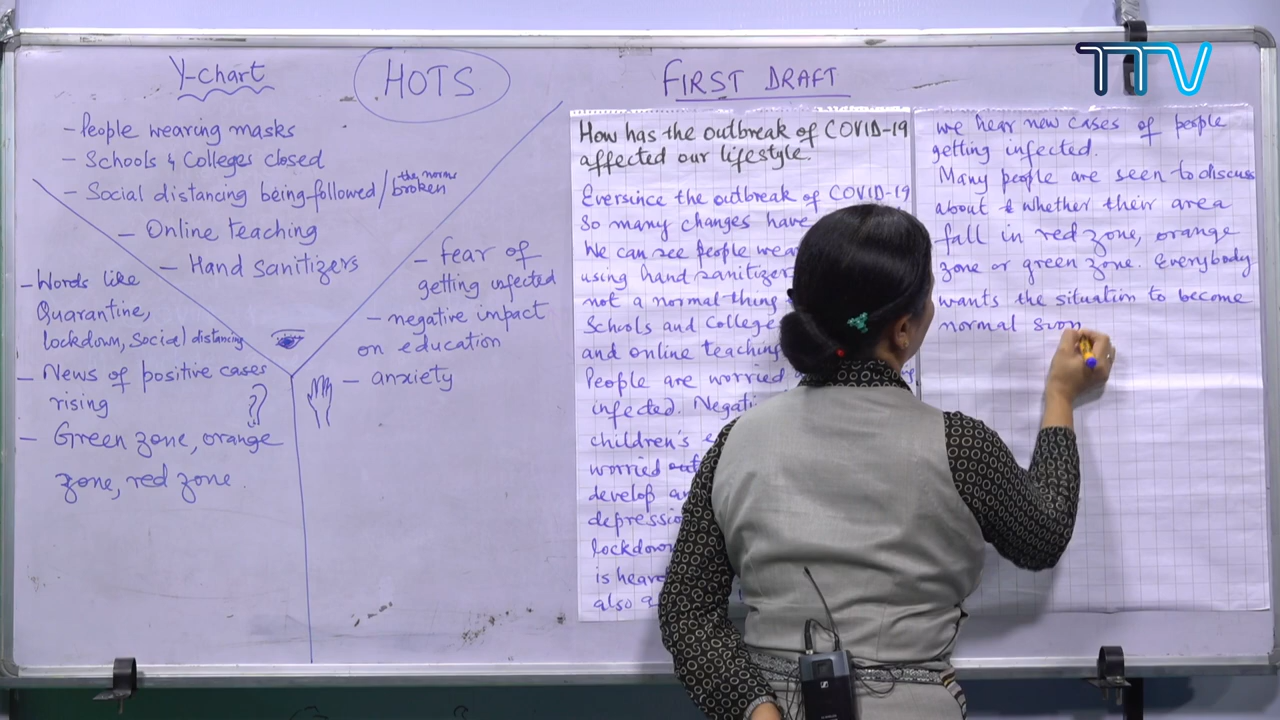 Y-chart
HOTS
- People wearing masks
- Schools & Colleges closed
- Social distancing being followed/the norms broken
- Online teaching
- Hand sanitizers
- Words like
Quarantine,
lockdown, social distancing
- News of positive cases
rising
- Green zone, orange
zone, red zone
- fear of
getting infected
- negative impact
on education
- anxiety
FIRST DRAFT
How has the outbreak of COVID-19
affected our lifestyle.
Eversince the outbreak of COVID-19
So many changes have
We can see people
using hand sanitizer
not a normal thing
Schools and College
and online teaching
People are worried
infected.
children's
worried
develop
lockdown
is
also
we hear new cases of people
getting infected.
Many people are seen to discuss
about whether their area
fall in red zone, orange
zone or green zone. Everybody
wants the situation to become
normal soon
TTV